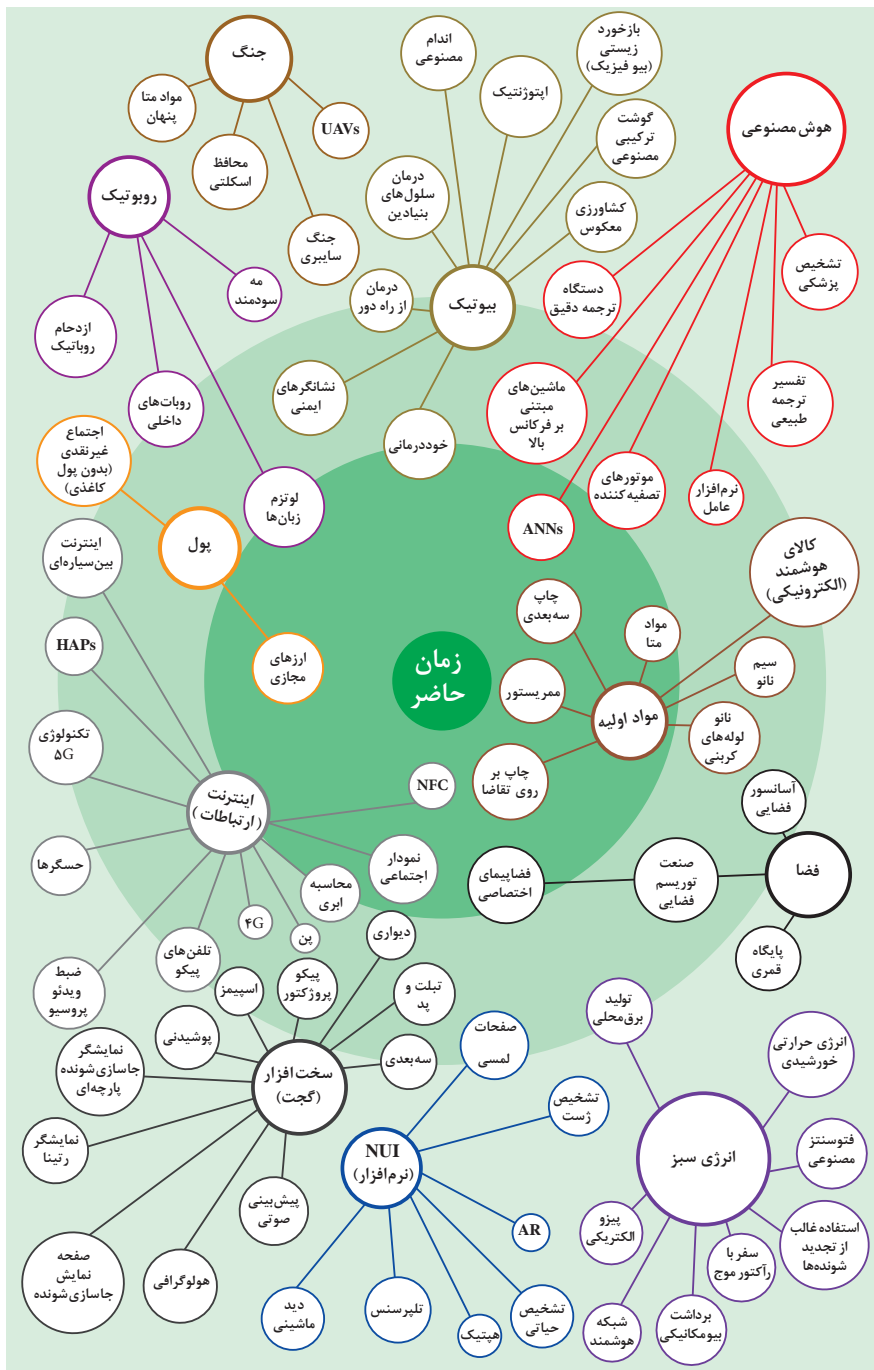 جنگ
مواد متا
پنهان
محافظ
اسکلتی
UAVs
جنگ
سایبری
اندام
مصنوعی
بازخورد
زیستی
(بیو فیزیک)
اپتوژنتیک
گوشت
ترکیبی
مصنوعی
درمان
سلول‌های
بنیادین
کشاورزی
معکوس
درمان
از راه دور
بیوتیک
نشانگرهای
ایمنی
خوددرمانی
هوش مصنوعی
تشخیص
پزشکی
دستگاه
ترجمه دقیق
ماشین‌های
مبتنی
بر فرکانس
بالا
تفسیر
ترجمه
طبیعی
موتورهای
تصفیه‌کننده
نرم‌افزار
عامل
ANNs
روبوتیک
مه
سودمند
ازدحام
روباتیک
روبات‌های
داخلی
لوتزم
زبان‌ها
اجتماع
غیرنقدی
(بدون پول
کاغذی)
پول
ارزهای
مجازی
زمان
حاضر
کالای
هوشمند
(الکترونیکی)
چاپ
سه‌بعدی
مواد
متا
سیم
نانو
ممریستور
مواد اولیه
نانو
لوله‌های
کربنی
چاپ بر
روی تقاضا
اینترنت
بین‌سیاره‌ای
HAPs
تکنولوژی
۵G
اینترنت
(ارتباطات)
NFC
حسگرها
نمودار
اجتماعی
محاسبه
ابری
۴G
پن
تلفن‌های
پیکو
ضبط
ویدئو
پروسیو
آسانسور
فضایی
فضا
صنعت
توریسم
فضایی
فضاپیمای
اختصاصی
پایگاه
قمری
دیواری
پیکو
پروژکتور
اسپیمز
تبلت و
پد
پوشیدنی
سه‌بعدی
سخت‌افزار
(گجت)
نمایشگر
جاسازی‌شونده
پارچه‌ای
نمایشگر
رتینا
پیش‌بینی
صوتی
صفحه
نمایش
جاسازی‌شونده
هولوگرافی
صفحات
لمسی
تشخیص
ژست
NUI
(نرم‌افزار)
AR
تشخیص
حیاتی
هپتیک
تلپرسنس
دید
ماشینی
تولید
برق‌محلی
انرژی حرارتی
خورشیدی
انرژی سبز
فتوسنتز
مصنوعی
پیزو
الکتریکی
استفاده غالب
از تجدید
شونده‌ها
سفر با
رآکتور موج
شبکه
هوشمند
برداشت
بیومکانیکی